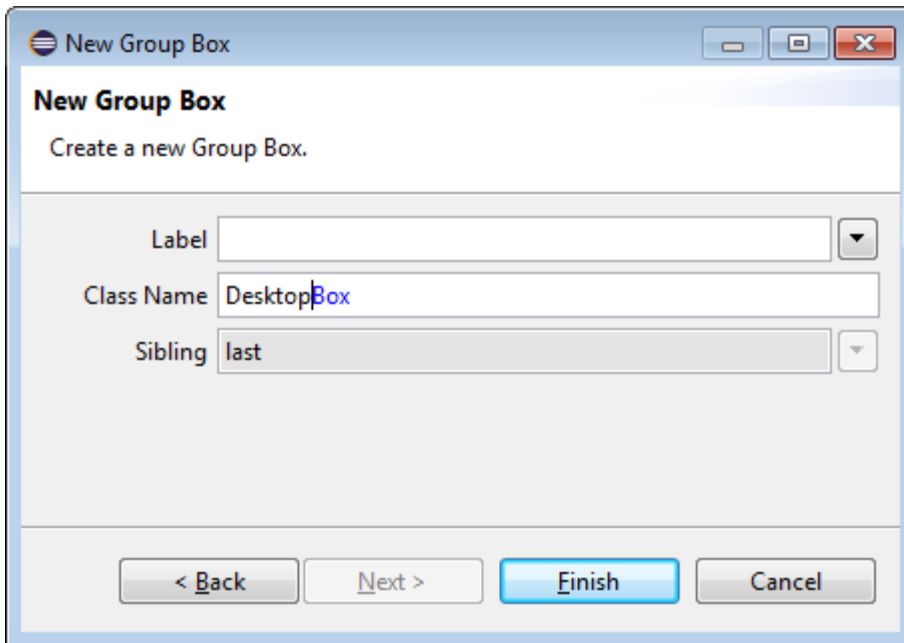 New Group Box
New Group Box
Create a new Group Box.
Label
Class Name DesktopBox
Sibling last
< Back Next > Finish Cancel